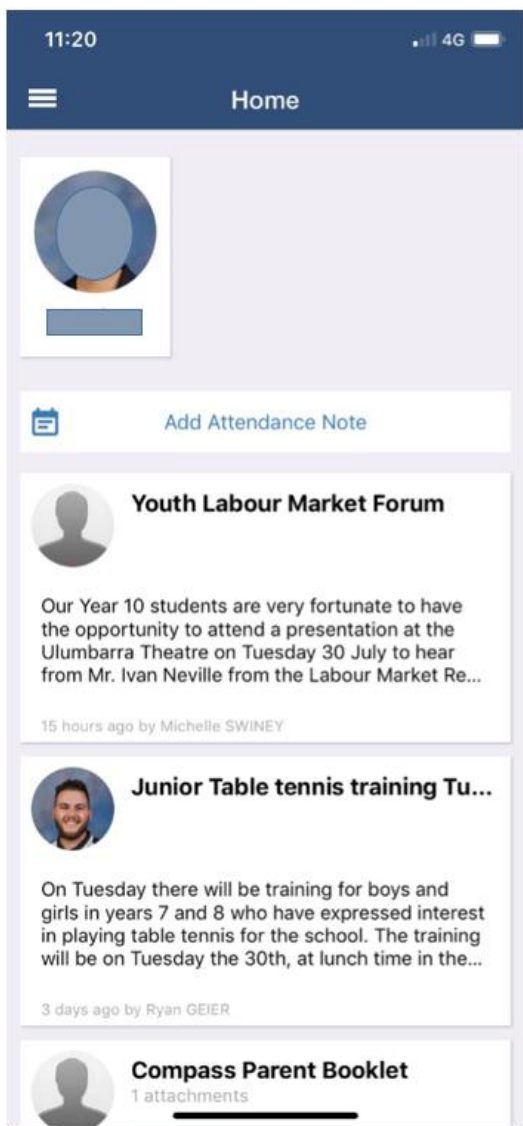 11:20
4G
Home
Add Attendance Note
Youth Labour Market Forum
Our Year 10 students are very fortunate to have
the opportunity to attend a presentation at the
Ulumbarra Theatre on Tuesday 30 July to hear
from Mr. Ivan Neville from the Labour Market Re...
15 hours ago by Michelle SWINEY
Junior Table tennis training Tu...
On Tuesday there will be training for boys and
girls in years 7 and 8 who have expressed interest
in playing table tennis for the school. The training
will be on Tuesday the 30th, at lunch time in the...
3 days ago by Ryan GEIER
Compass Parent Booklet
1 attachments